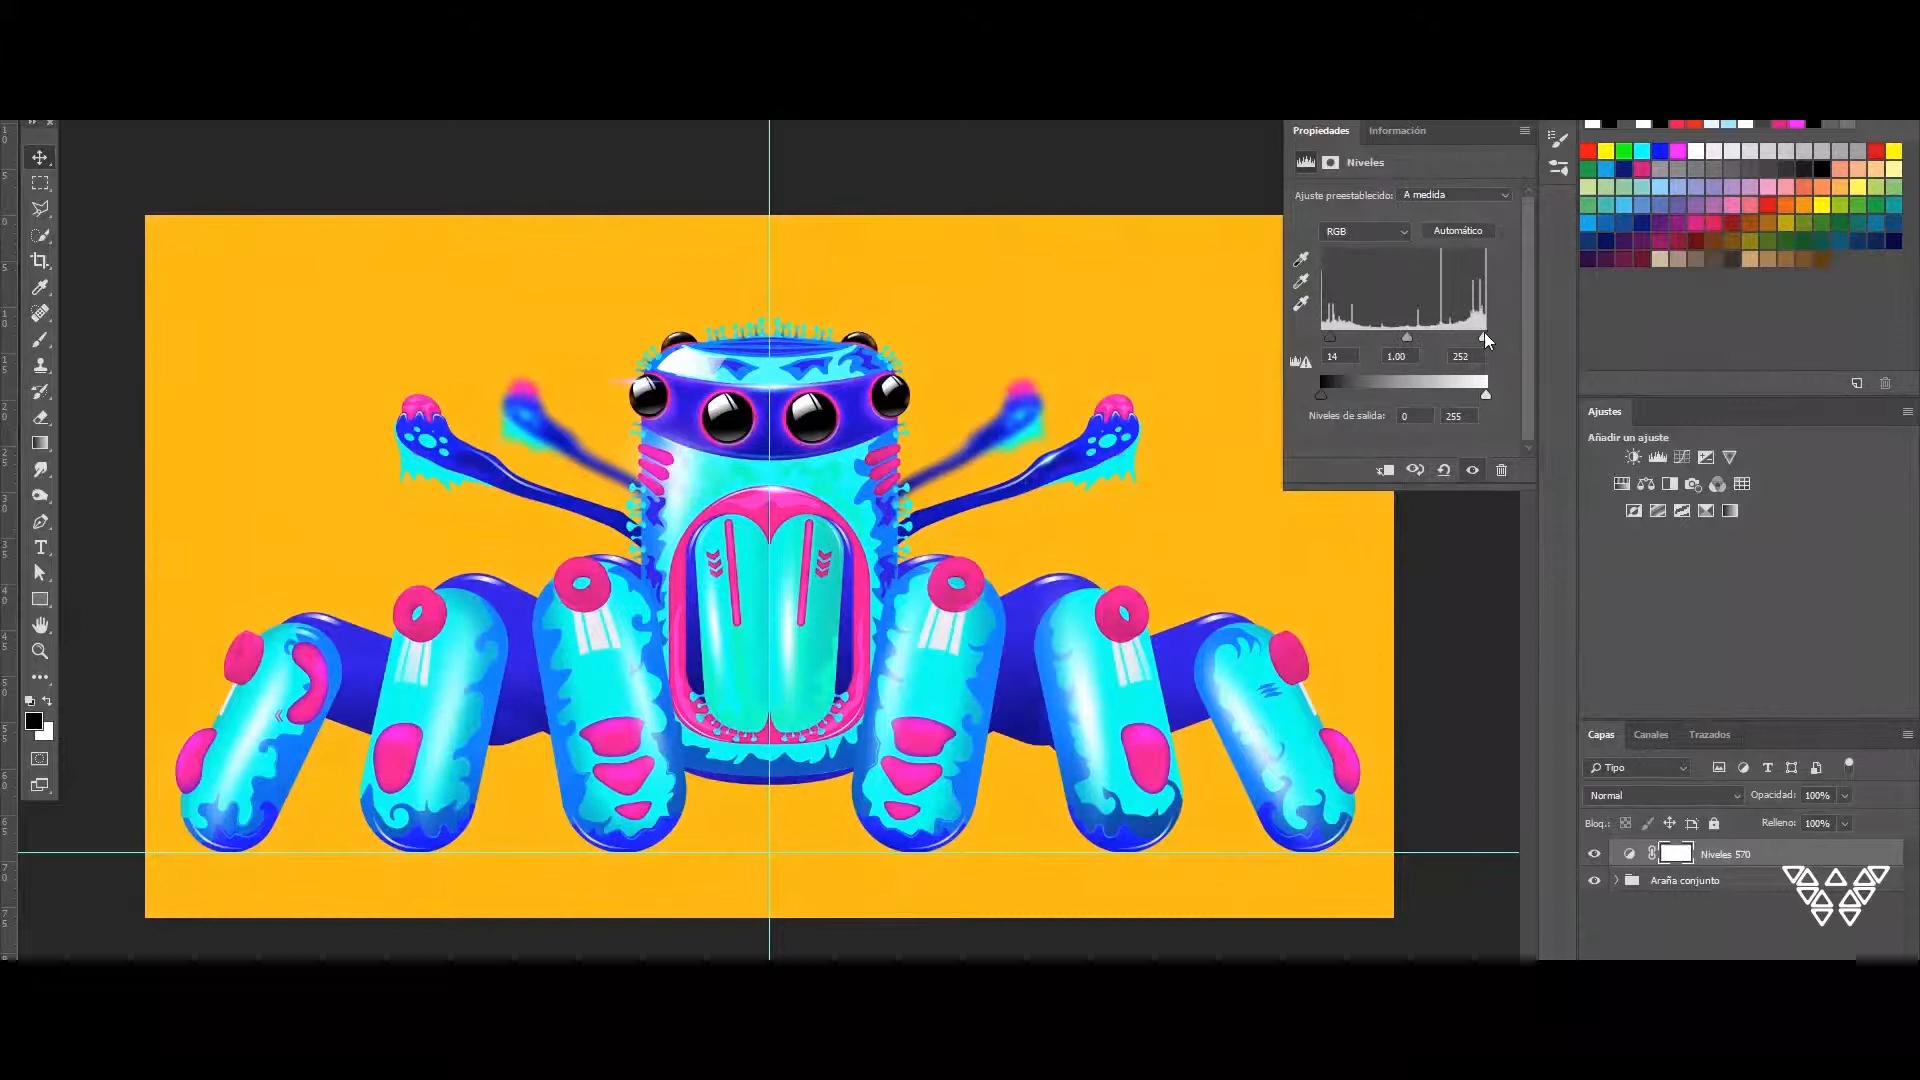 Propiedades
Información
Niveles
Ajuste preestablecido:
A medida
RGB
Automático
14
1.00
252
Niveles de salida:
0
255
Ajustes
Añadir un ajuste
Capas
Canales
Trazados
Tipo
Normal
Opacidad:
100%
Bloq.:
Relleno:
100%
Niveles 570
Araña conjunto